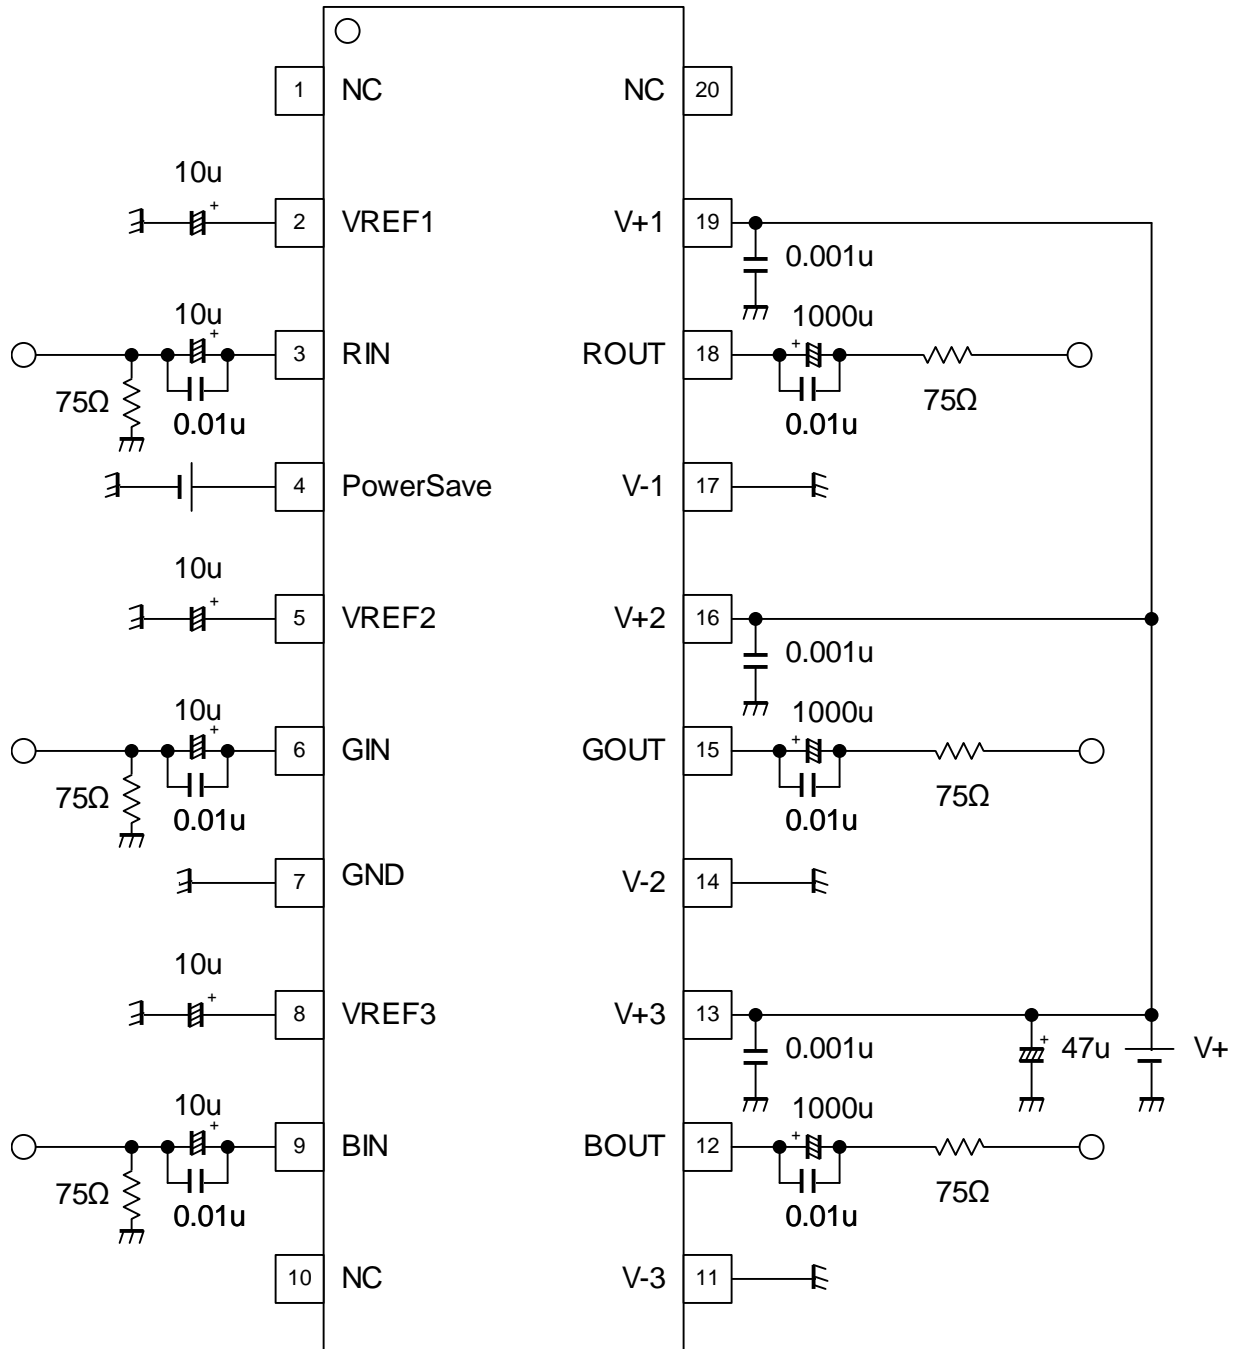 1 NC NC 20
10u
+
2 VREF1 V+1 19
0.001u
10u 1000u
+ +
3 RIN ROUT 18
75Ω 0.01u 0.01u 75Ω
4 PowerSave V-1 17
10u
+
5 VREF2 V+2 16
0.001u
10u 1000u
+ +
6 GIN GOUT 15
75Ω 0.01u 0.01u 75Ω
7 GND V-2 14
10u
+
8 VREF3 V+3 13
0.001u + 47u V+
10u 1000u
+ +
9 BIN BOUT 12
75Ω 0.01u 0.01u 75Ω
10 NC V-3 11